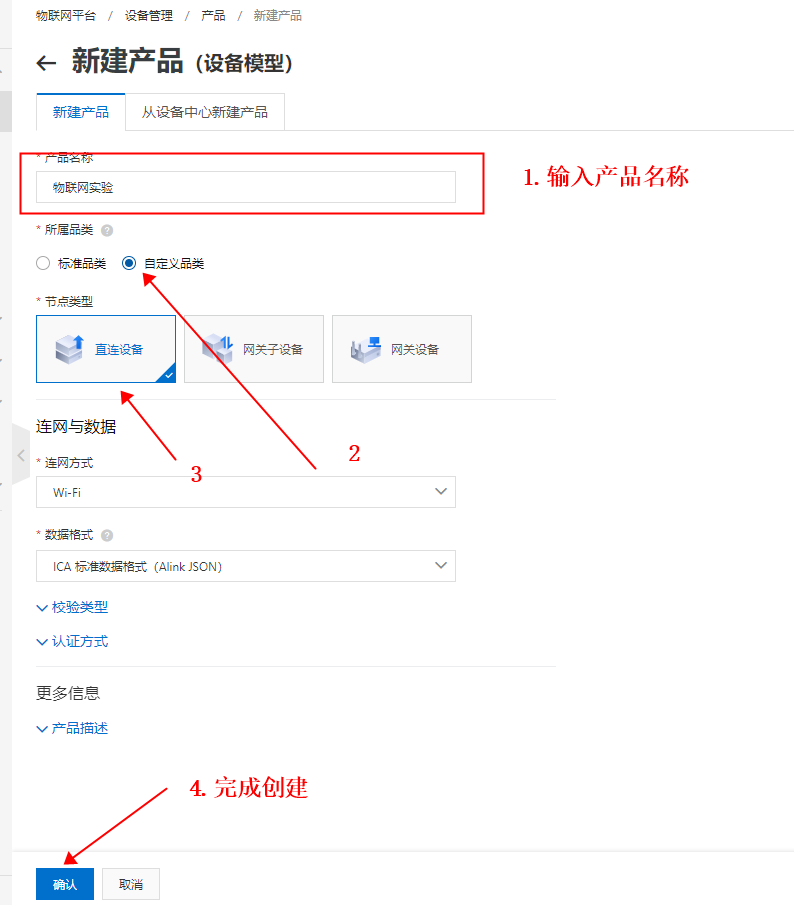 物联网平台 / 设备管理 / 产品 / 新建产品
← 新建产品（设备模型）
新建产品 从设备中心新建产品
* 产品名称
物联网实验
1. 输入产品名称
* 所属品类 ?
标准品类 自定义品类
* 节点类型
直连设备 网关子设备 网关设备
连网与数据
2
* 连网方式
3
Wi-Fi
* 数据格式 ?
ICA 标准数据格式（Alink JSON）
校验类型
认证方式
更多信息
产品描述
4. 完成创建
确认 取消